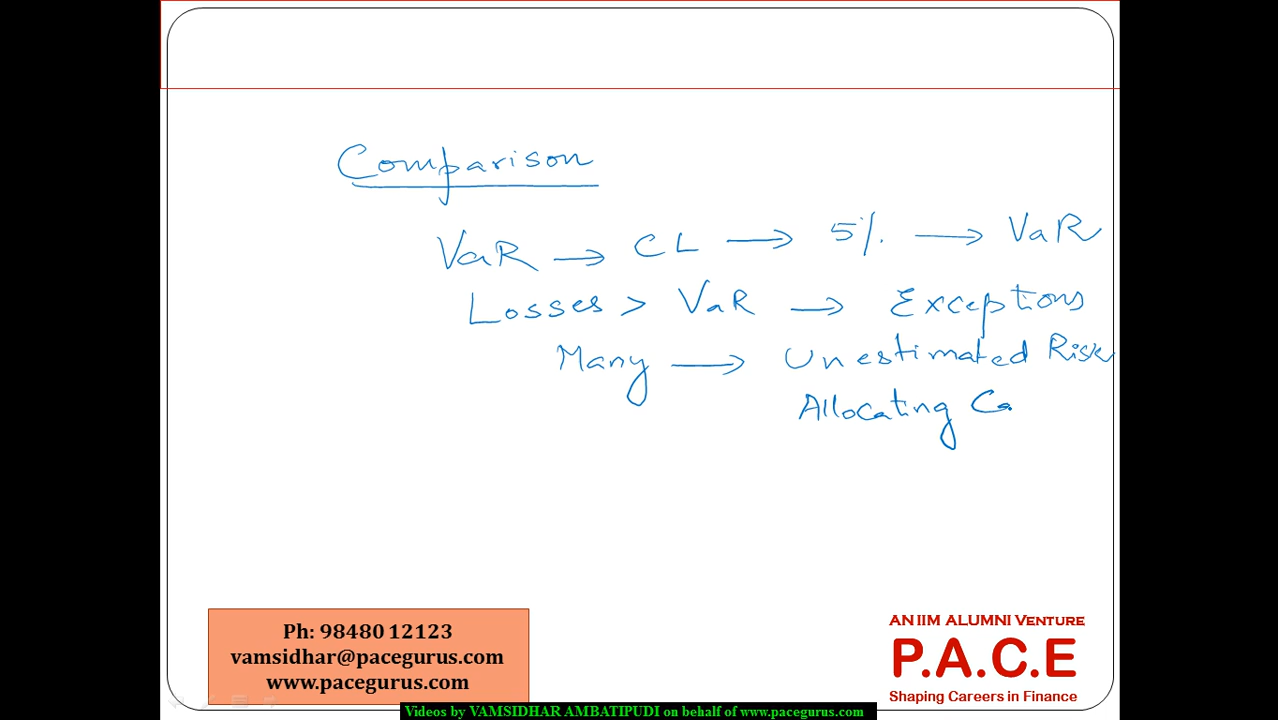 Comparison
VaR → CL → 5% → VaR
Losses > VaR → Exceptions
Many → Unestimated Risk
Allocating Ca
Ph: 98480 12123
vamsidhar@pacegurus.com
www.pacegurus.com
AN IIM ALUMNI VENTURE
P.A.C.E
Shaping Careers in Finance
Videos by VAMSIDHAR AMBATIPUDI on behalf of www.pacegurus.com